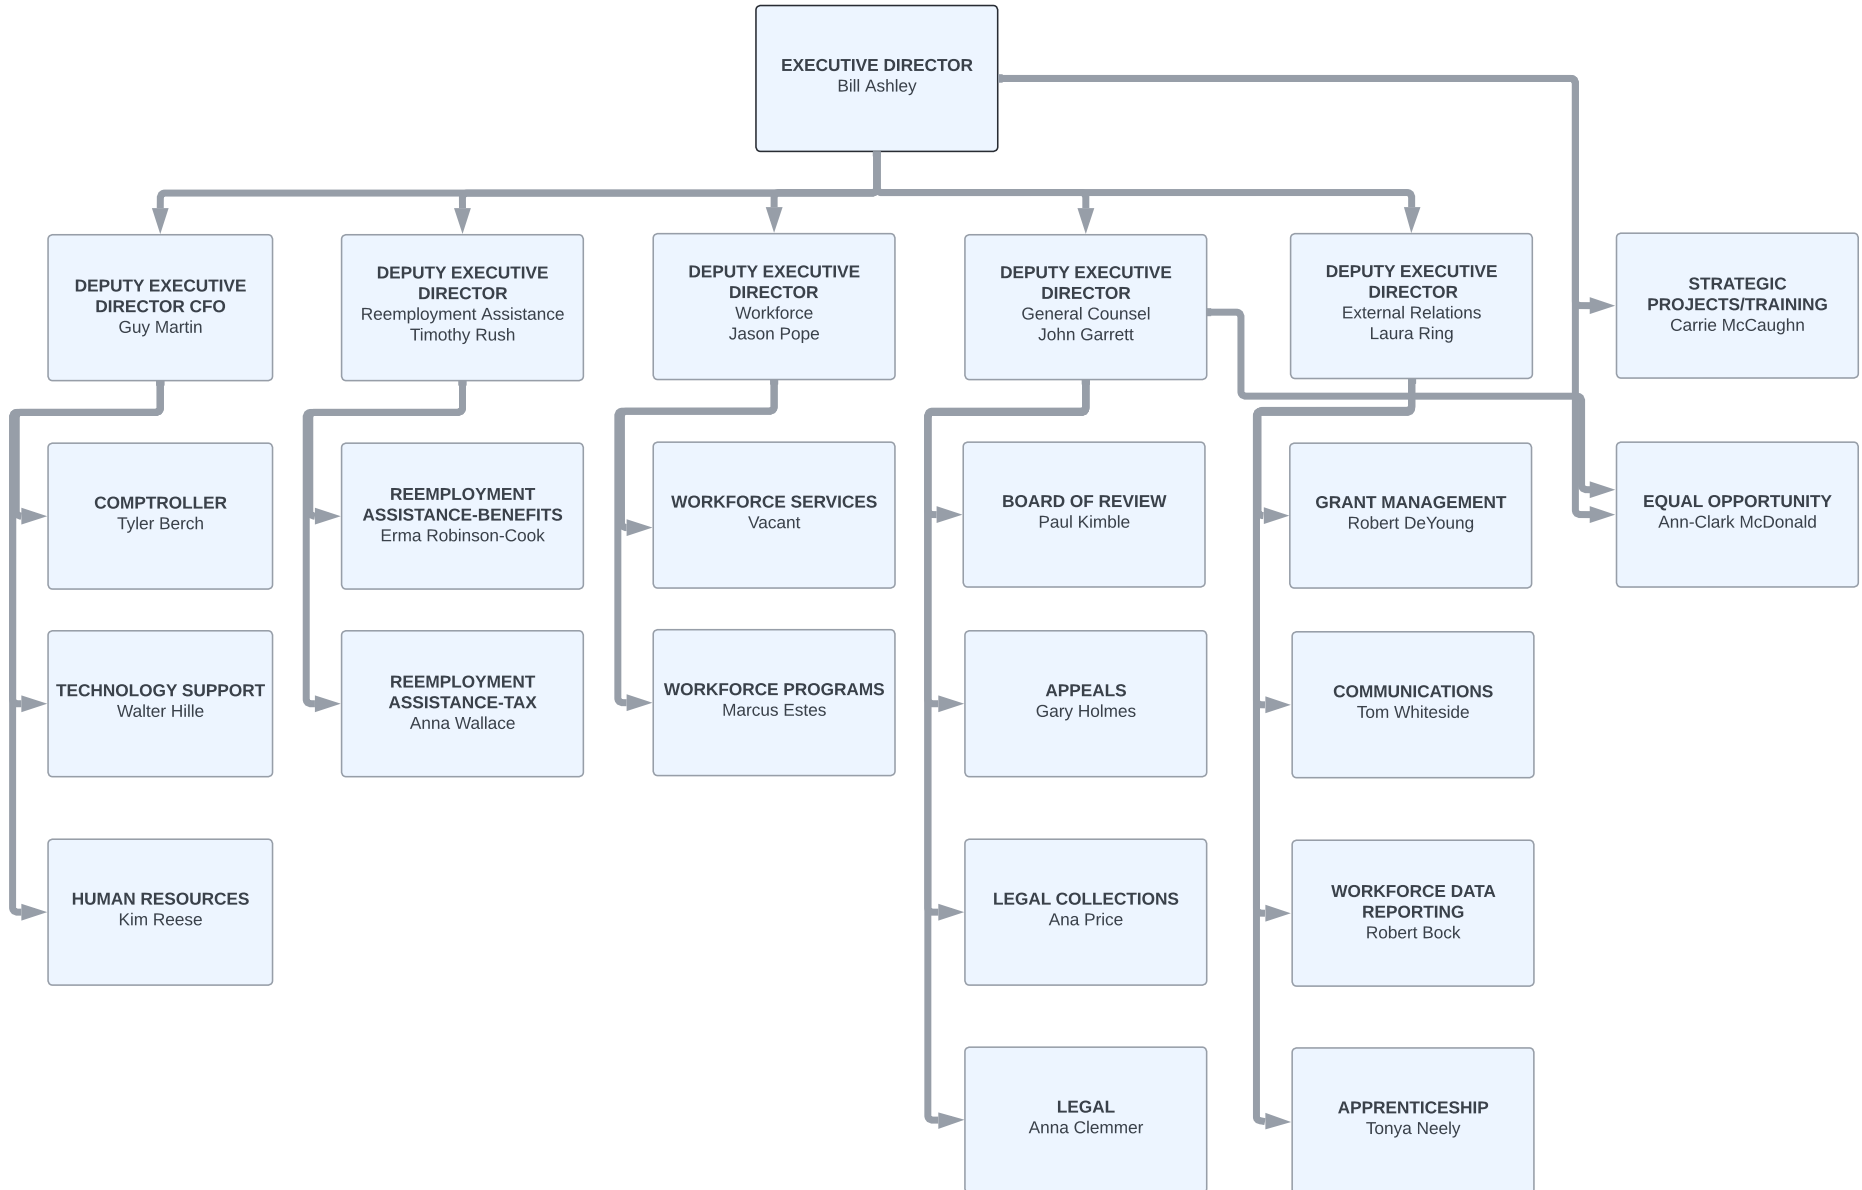 EXECUTIVE DIRECTOR
Bill Ashley
DEPUTY EXECUTIVE
DIRECTOR CFO
Guy Martin
DEPUTY EXECUTIVE
DIRECTOR
Reemployment Assistance
Timothy Rush
DEPUTY EXECUTIVE
DIRECTOR
Workforce
Jason Pope
DEPUTY EXECUTIVE
DIRECTOR
General Counsel
John Garrett
DEPUTY EXECUTIVE
DIRECTOR
External Relations
Laura Ring
STRATEGIC
PROJECTS/TRAINING
Carrie McCaughn
COMPTROLLER
Tyler Berch
REEMPLOYMENT
ASSISTANCE-BENEFITS
Erma Robinson-Cook
WORKFORCE SERVICES
Vacant
BOARD OF REVIEW
Paul Kimble
GRANT MANAGEMENT
Robert DeYoung
EQUAL OPPORTUNITY
Ann-Clark McDonald
TECHNOLOGY SUPPORT
Walter Hille
REEMPLOYMENT
ASSISTANCE-TAX
Anna Wallace
WORKFORCE PROGRAMS
Marcus Estes
APPEALS
Gary Holmes
COMMUNICATIONS
Tom Whiteside
HUMAN RESOURCES
Kim Reese
LEGAL COLLECTIONS
Ana Price
WORKFORCE DATA
REPORTING
Robert Bock
LEGAL
Anna Clemmer
APPRENTICESHIP
Tonya Neely